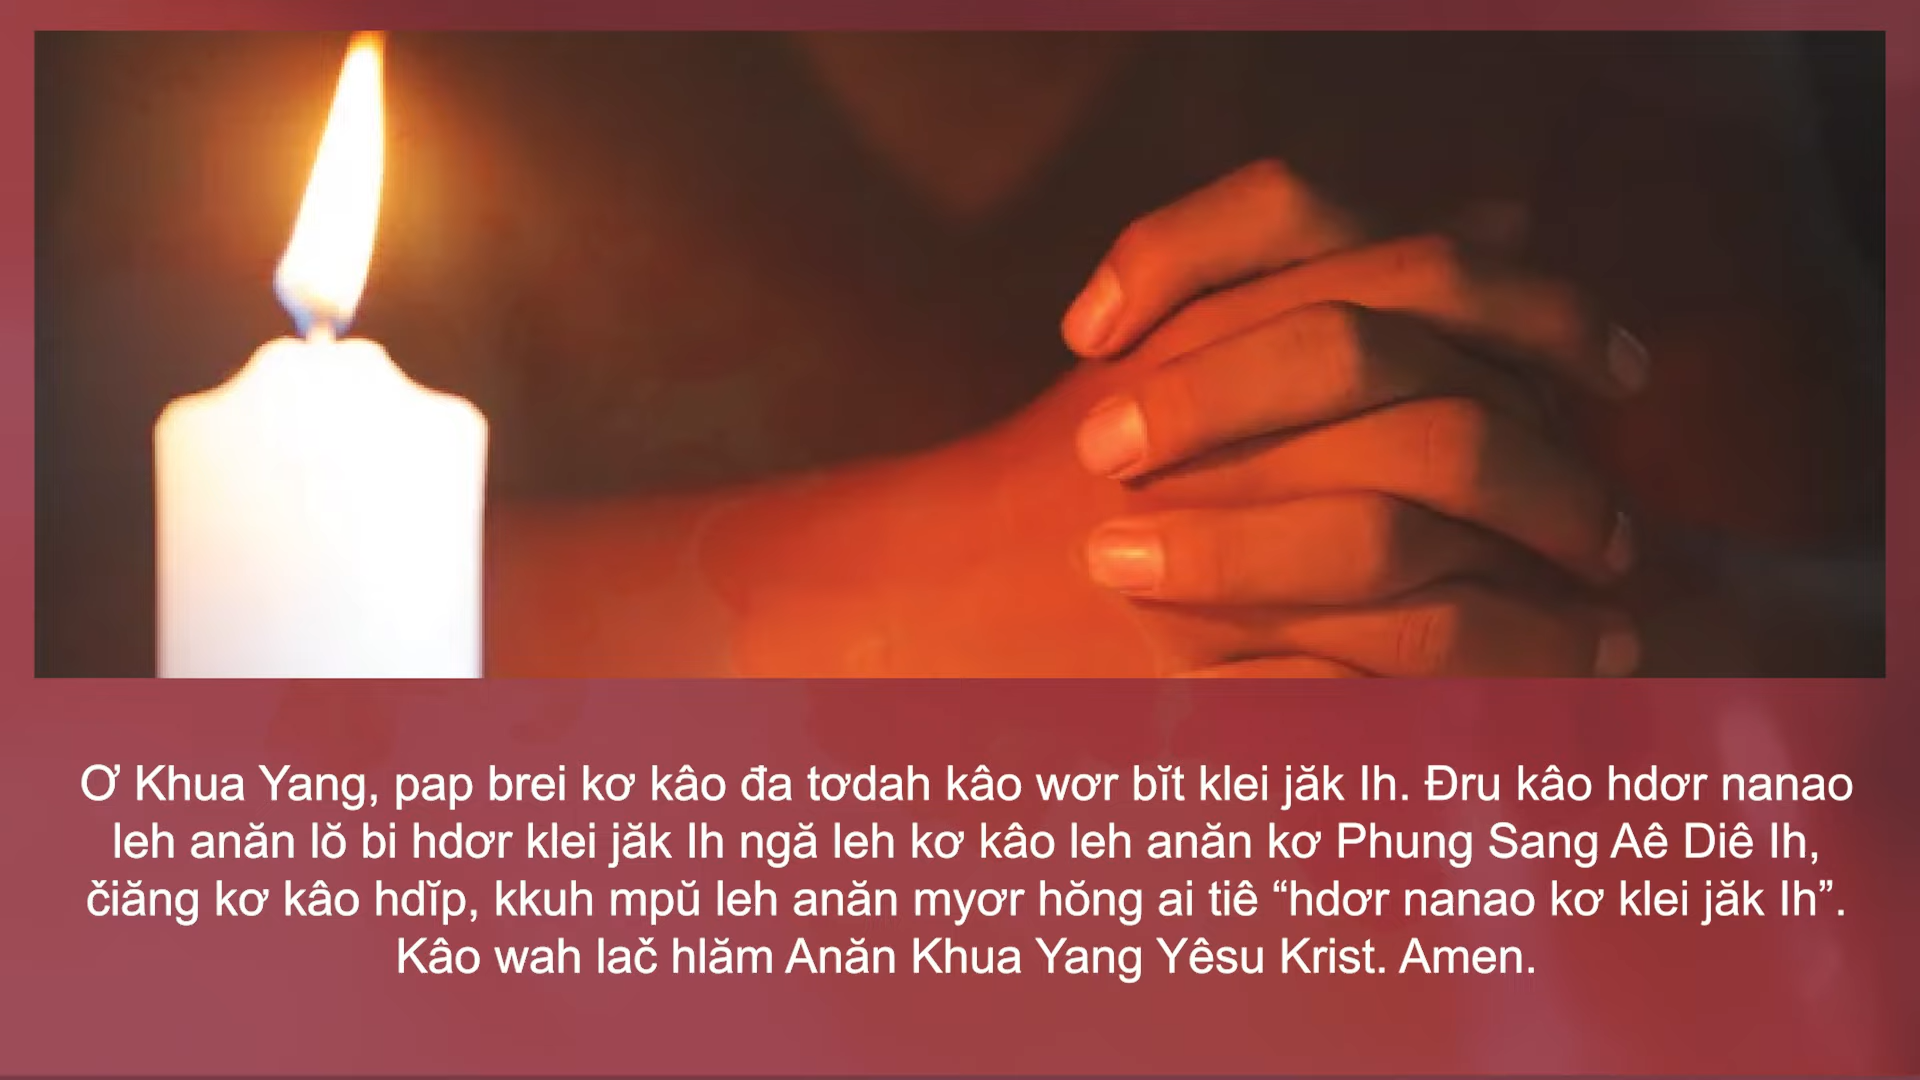 Ơ Khua Yang, pap brei kơ kâo đa tơdah kâo wơr bĭt klei jăk Ih. Đru kâo hdơr nanao
leh anăn lŏ bi hdơr klei jăk Ih ngă leh kơ kâo leh anăn kơ Phung Sang Aê Diê Ih,
čiăng kơ kâo hdĭp, kkuh mpŭ leh anăn myơr hŏng ai tiê “hdơr nanao kơ klei jăk Ih”.
Kâo wah lač hlăm Anăn Khua Yang Yêsu Krist. Amen.